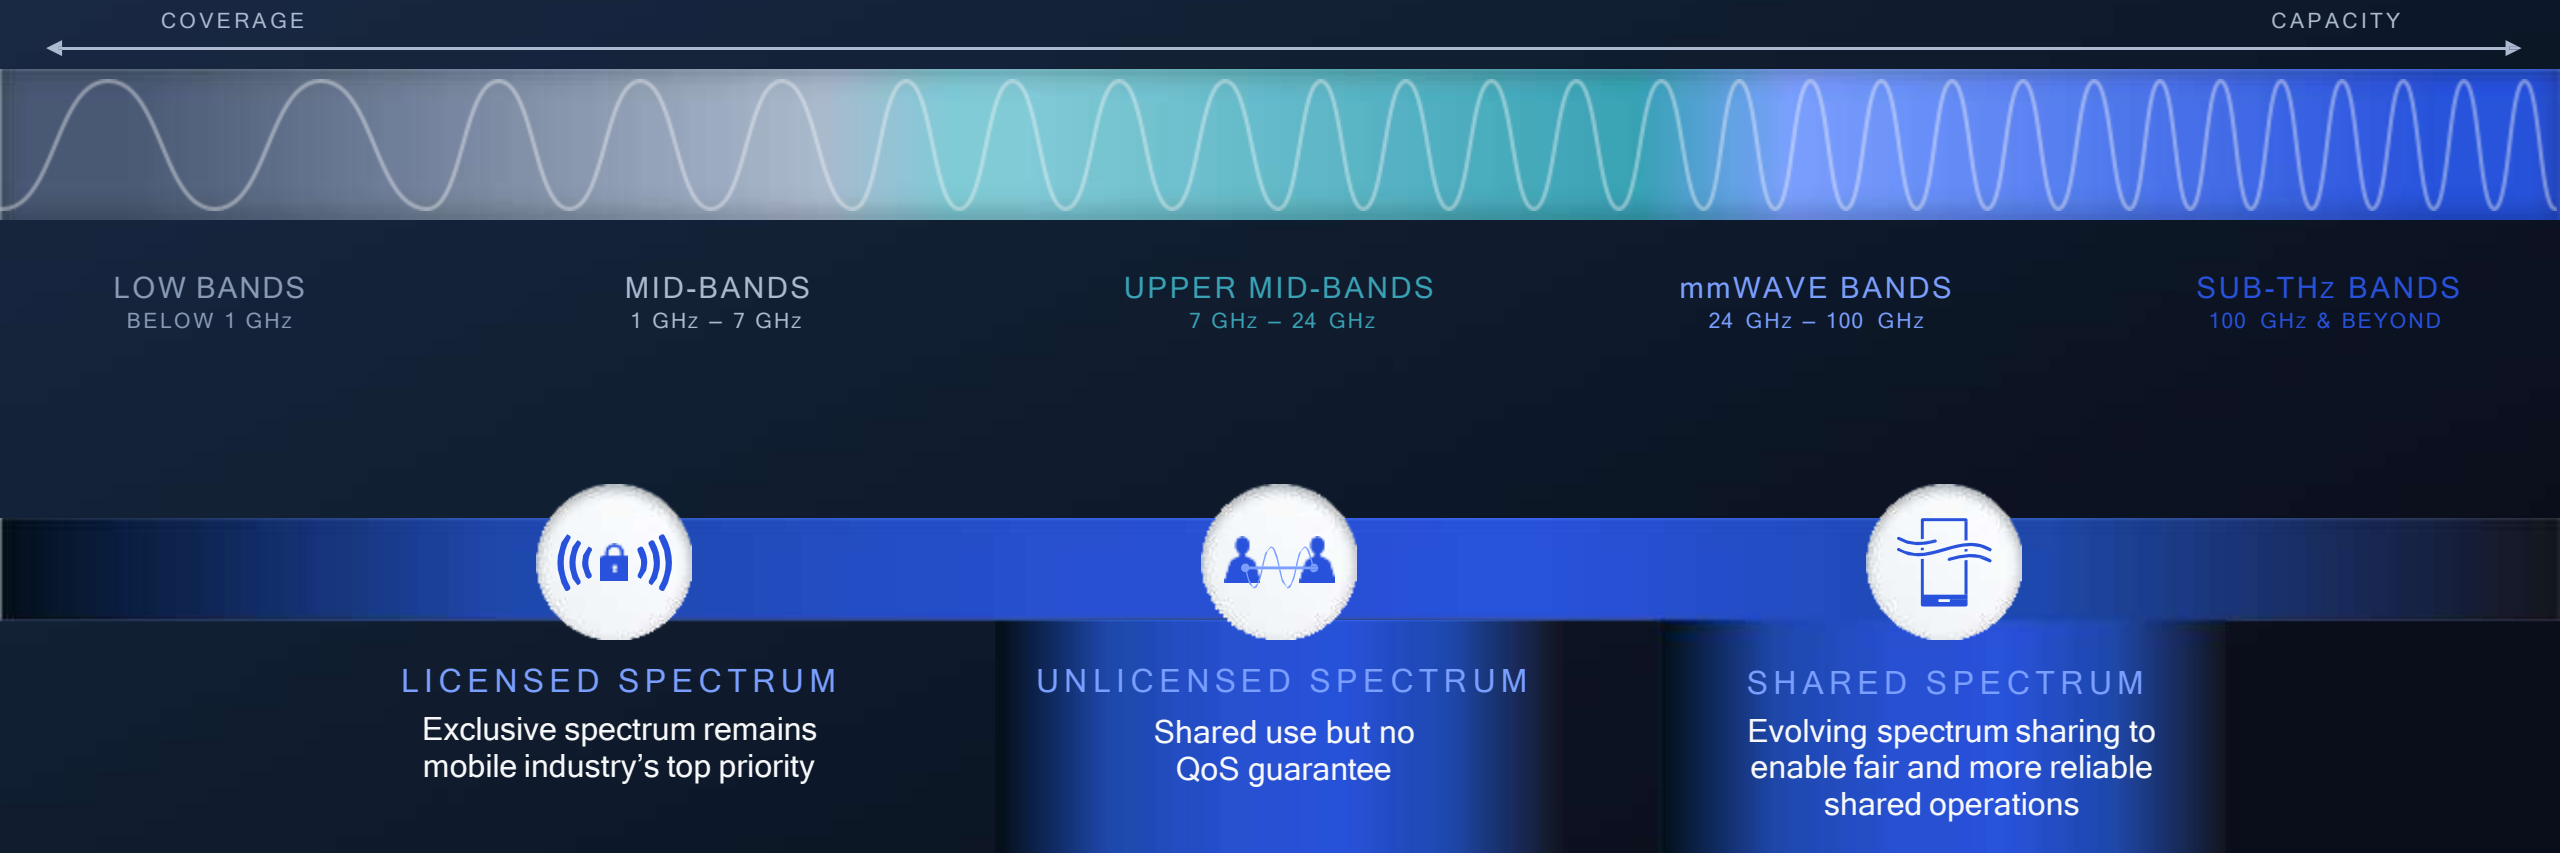 COVERAGE
CAPACITY
LOW BANDS
BELOW 1 GHz
MID-BANDS
1 GHz – 7 GHz
UPPER MID-BANDS
7 GHz – 24 GHz
mmWAVE BANDS
24 GHz – 100 GHz
SUB-THz BANDS
100 GHz & BEYOND
LICENSED SPECTRUM
Exclusive spectrum remains
mobile industry’s top priority
UNLICENSED SPECTRUM
Shared use but no
QoS guarantee
SHARED SPECTRUM
Evolving spectrum sharing to
enable fair and more reliable
shared operations